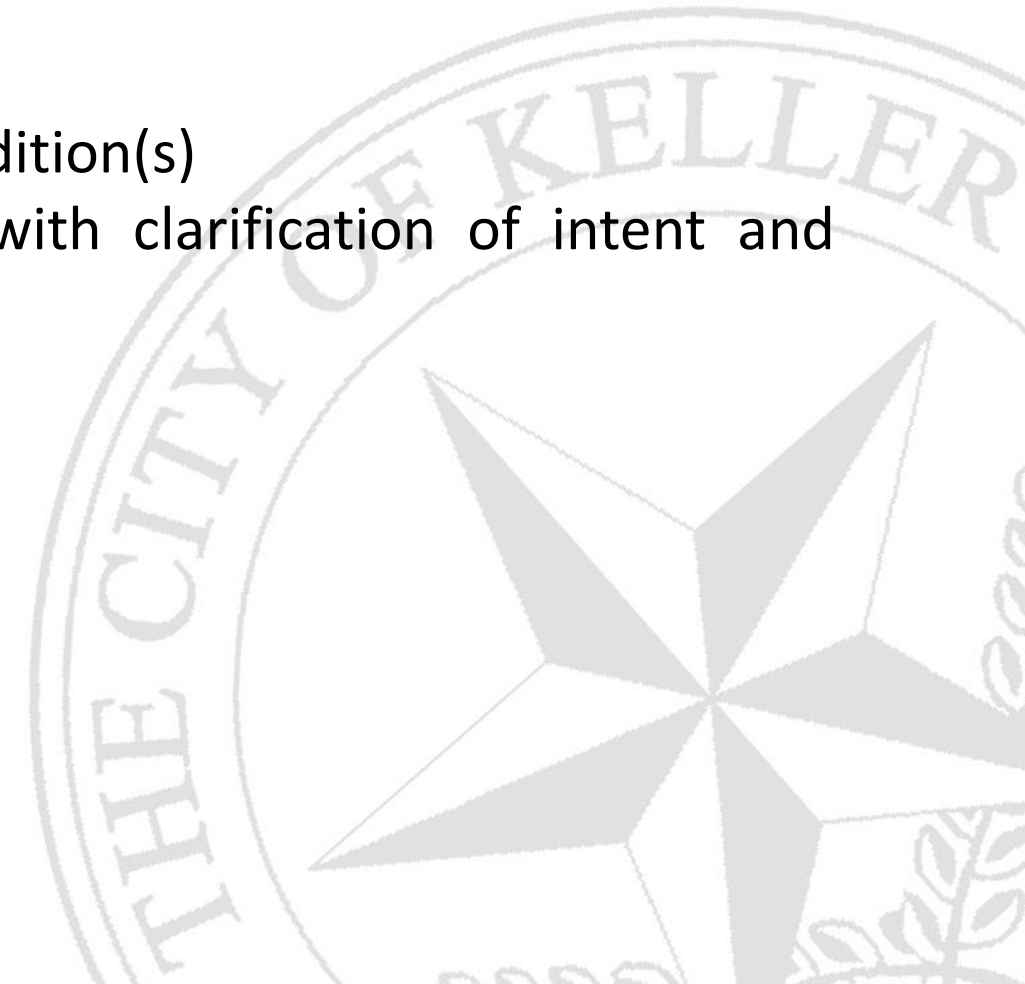 dition(s)
with clarification of intent and
THE CITY OF KELLER